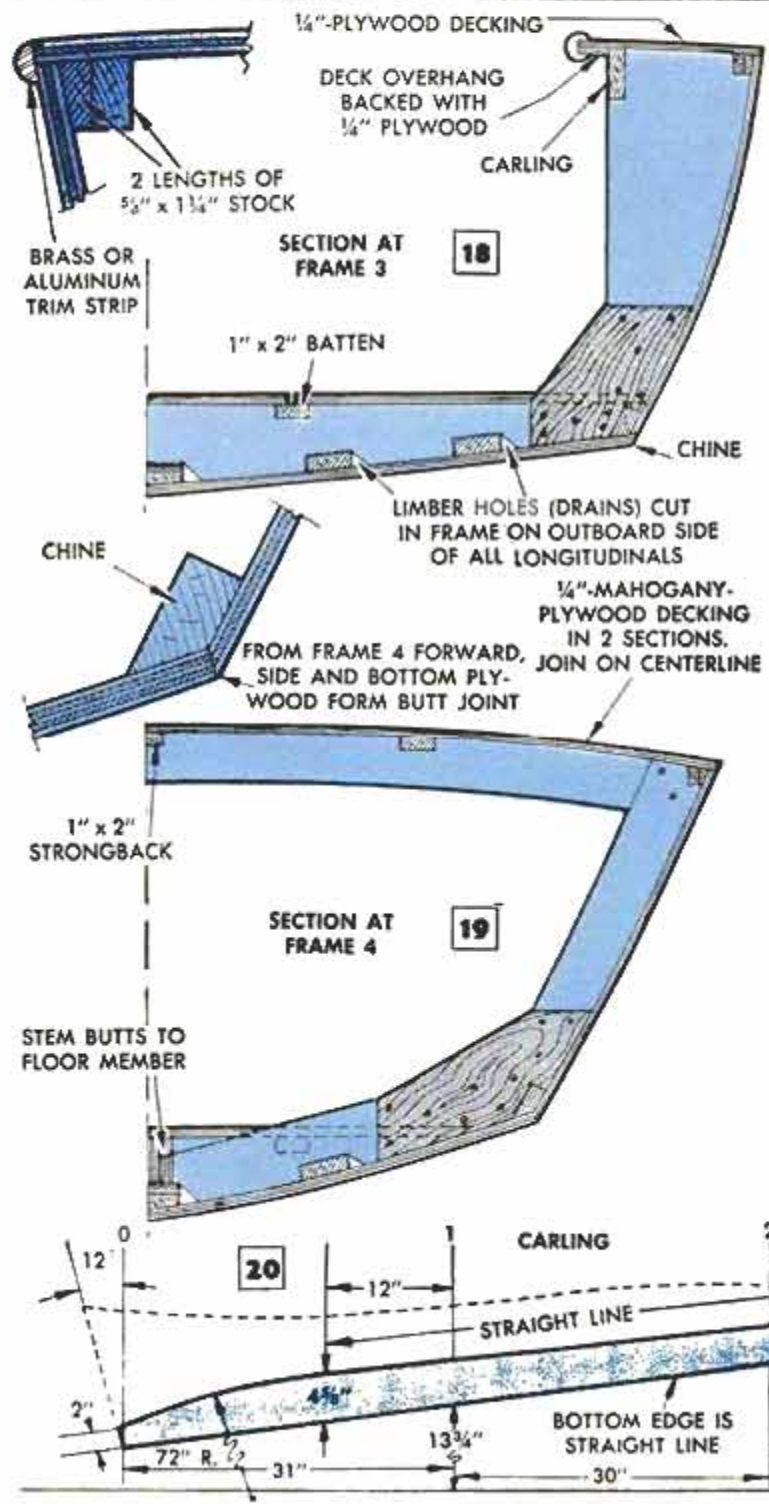 ¼"-PLYWOOD DECKING
DECK OVERHANG
BACKED WITH
¼" PLYWOOD
CARLING
2 LENGTHS OF
⅝" x 1¼" STOCK
BRASS OR
ALUMINUM
TRIM STRIP
SECTION AT
FRAME 3
18
1" x 2" BATTEN
CHINE
LIMBER HOLES (DRAINS) CUT
IN FRAME ON OUTBOARD SIDE
OF ALL LONGITUDINALS
CHINE
¼"-MAHOGANY-
PLYWOOD DECKING
IN 2 SECTIONS.
JOIN ON CENTERLINE
FROM FRAME 4 FORWARD,
SIDE AND BOTTOM PLY-
WOOD FORM BUTT JOINT
1" x 2"
STRONGBACK
SECTION AT
FRAME 4
19
STEM BUTTS TO
FLOOR MEMBER
0
1
CARLING
2
12
20
12"
STRAIGHT LINE
4⅝"
2"
72" R.
31"
13¾"
BOTTOM EDGE IS
STRAIGHT LINE
30"